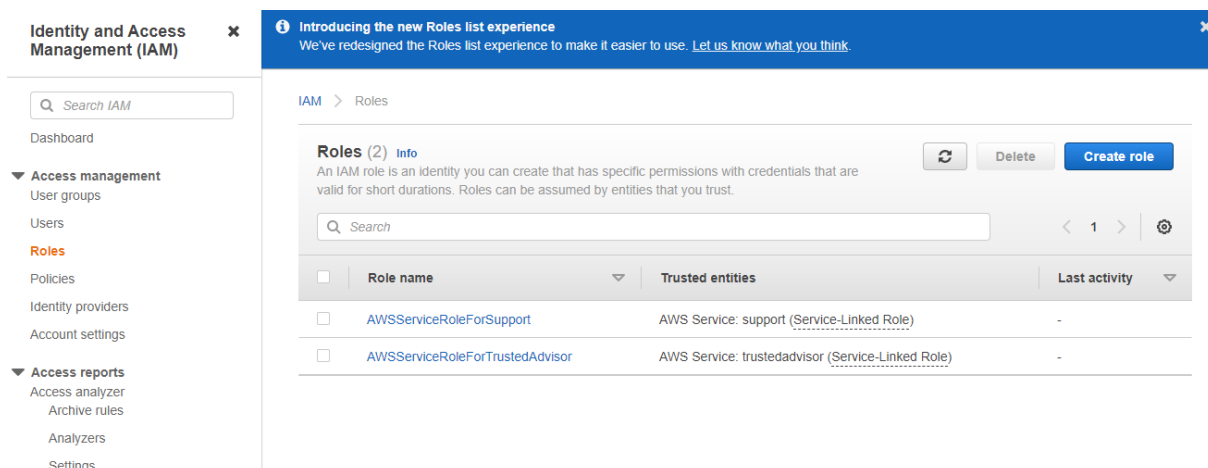 Identity and Access
Management (IAM)
Search IAM
Dashboard
Access management
User groups
Users
Roles
Policies
Identity providers
Account settings
Access reports
Access analyzer
Archive rules
Analyzers
Settings
Introducing the new Roles list experience
We've redesigned the Roles list experience to make it easier to use. Let us know what you think.
IAM > Roles
Roles (2) Info
An IAM role is an identity you can create that has specific permissions with credentials that are
valid for short durations. Roles can be assumed by entities that you trust.
Delete
Create role
Search
1
Role name Trusted entities Last activity
AWSServiceRoleForSupport AWS Service: support (Service-Linked Role) -
AWSServiceRoleForTrustedAdvisor AWS Service: trustedadvisor (Service-Linked Role) -